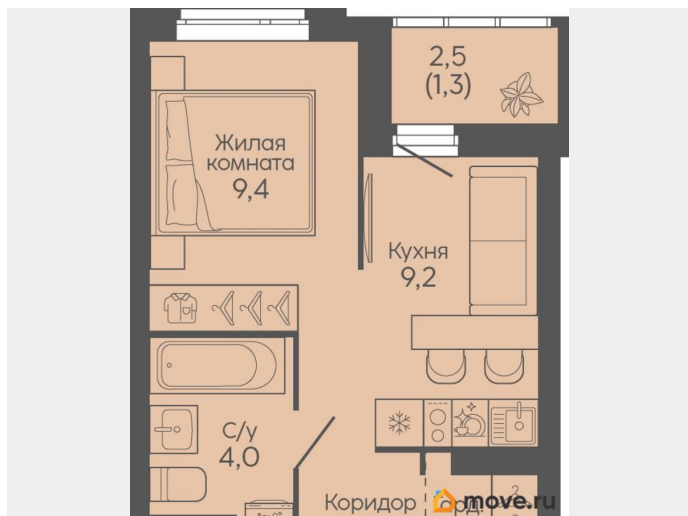 2,5
(1,3)
Жилая
комната
9,4
Кухня
9,2
С/у
4,0
Коридор
move.ru